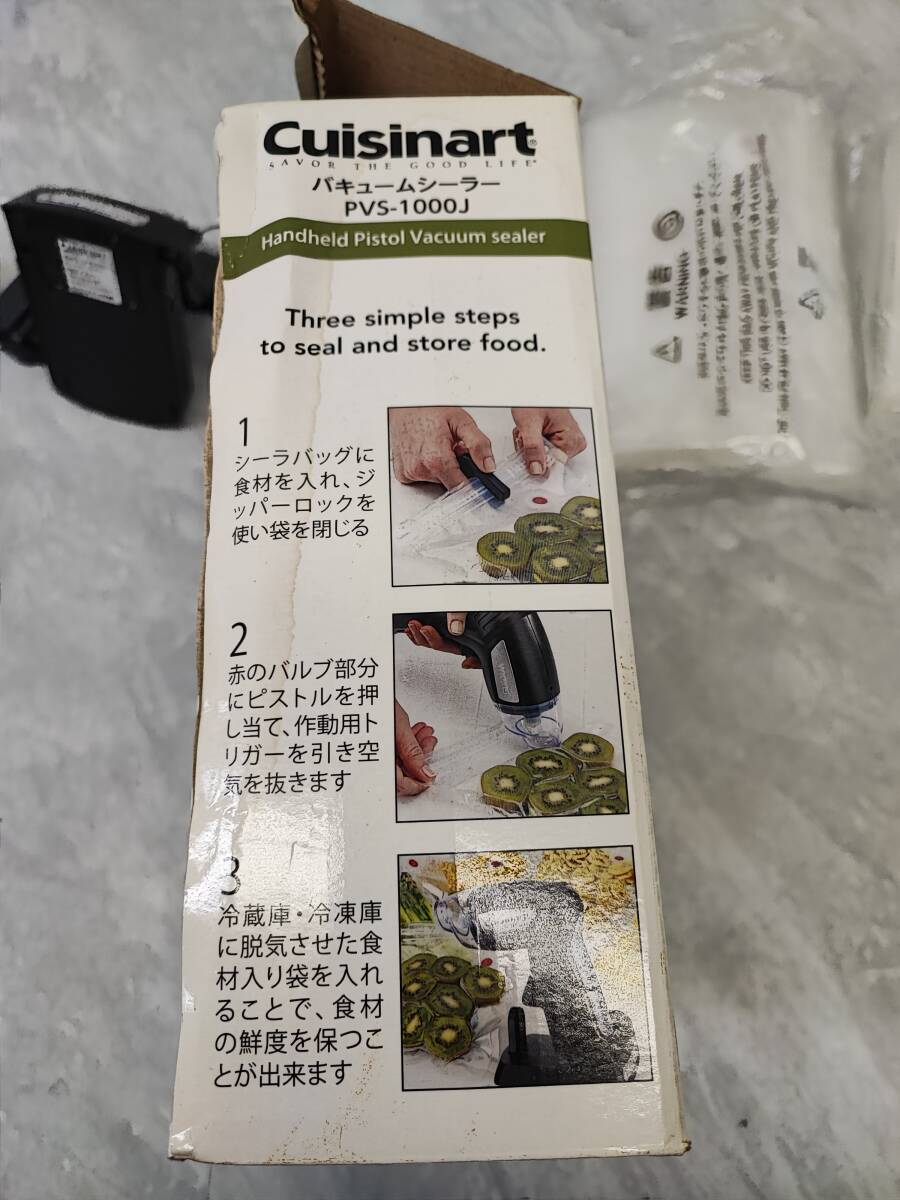 Cuisinart
SAVOR THE GOOD LIFE®
バキュームシーラー
PVS-1000J
Handheld Pistol Vacuum sealer
Three simple steps
to seal and store food.
1
シーラバッグに
食材を入れ、ジ
ッパーロックを
使い袋を閉じる
2
赤のバルブ部分
にピストルを押
し当て、作動用ト
リガーを引き空
気を抜きます
3
冷蔵庫・冷凍庫
に脱気させた食
材入り袋を入れ
ることで、食材
の鮮度を保つこ
とが出来ます
WARNING